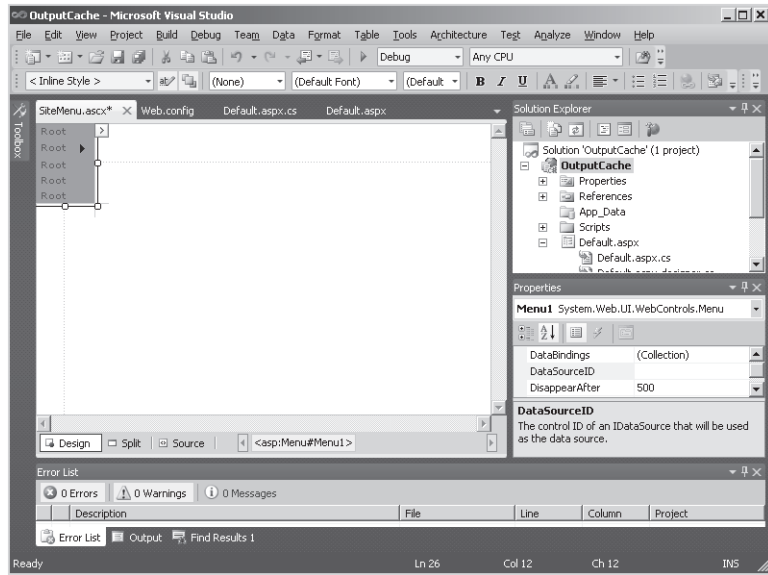 OutputCache - Microsoft Visual Studio
File Edit View Project Build Debug Team Data Format Table Tools Architecture Test Analyze Window Help
Debug Any CPU
< Inline Style > (None) (Default Font) (Default B I U A
Toolbox
SiteMenu.ascx* Web.config Default.aspx.cs Default.aspx
Root
Root
Root
Root
Root
Design Split Source <asp:Menu#Menu1>
Solution Explorer
Solution 'OutputCache' (1 project)
OutputCache
Properties
References
App_Data
Scripts
Default.aspx
Default.aspx.cs
Default.aspx.designer.cs
Properties
Menu1 System.Web.UI.WebControls.Menu
DataBindings (Collection)
DataSourceID
DisappearAfter 500
DataSourceID
The control ID of an IDataSource that will be used
as the data source.
Error List
0 Errors 0 Warnings 0 Messages
Description File Line Column Project
Error List Output Find Results 1
Ready Ln 26 Col 12 Ch 12 INS